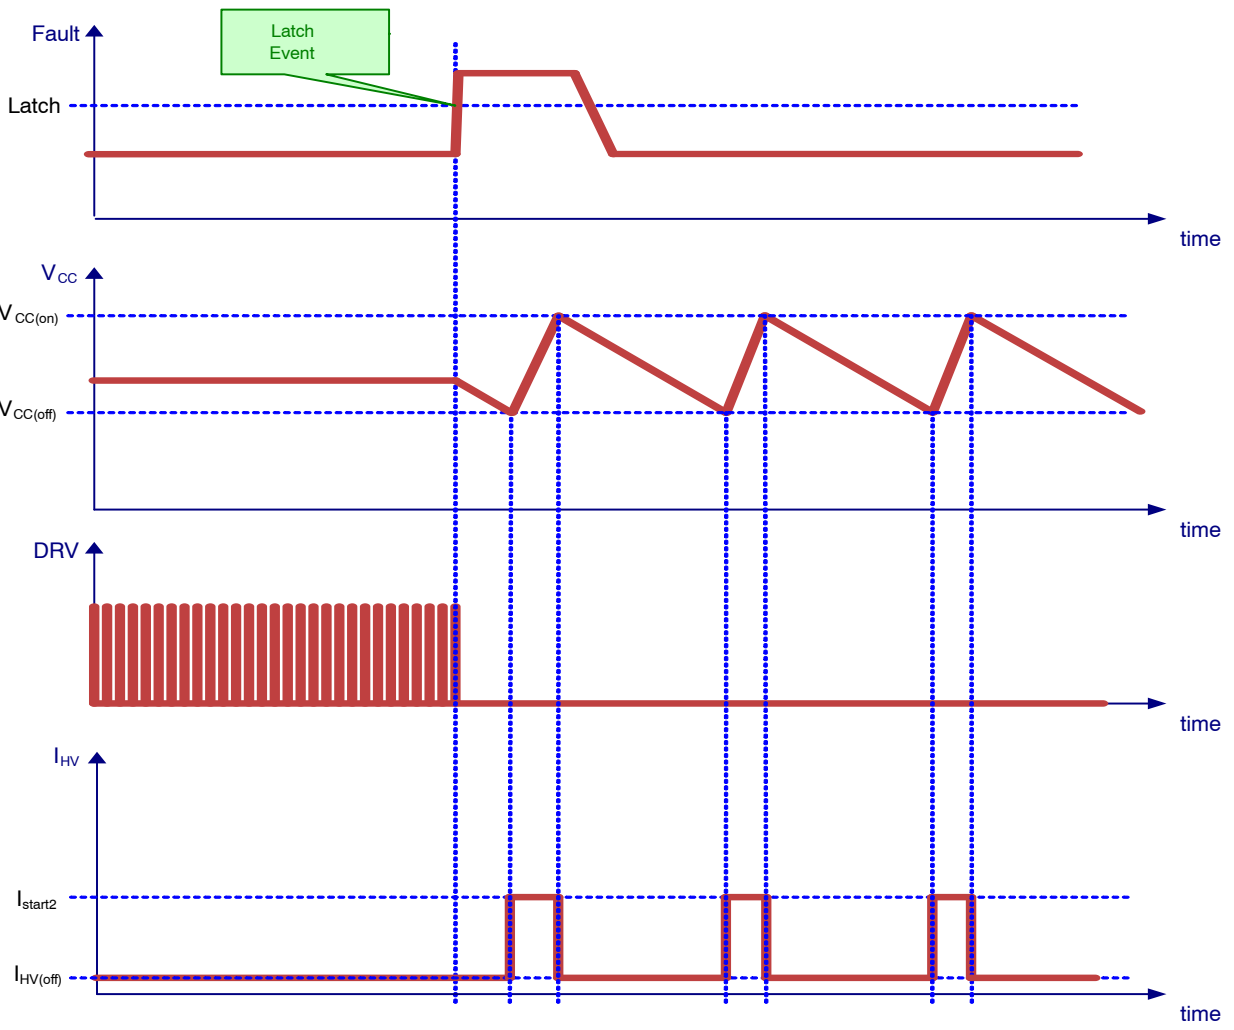 Fault
Latch
Event
Latch
time
VCC
VCC(on)
VCC(off)
time
DRV
time
IHV
Istart2
IHV(off)
time